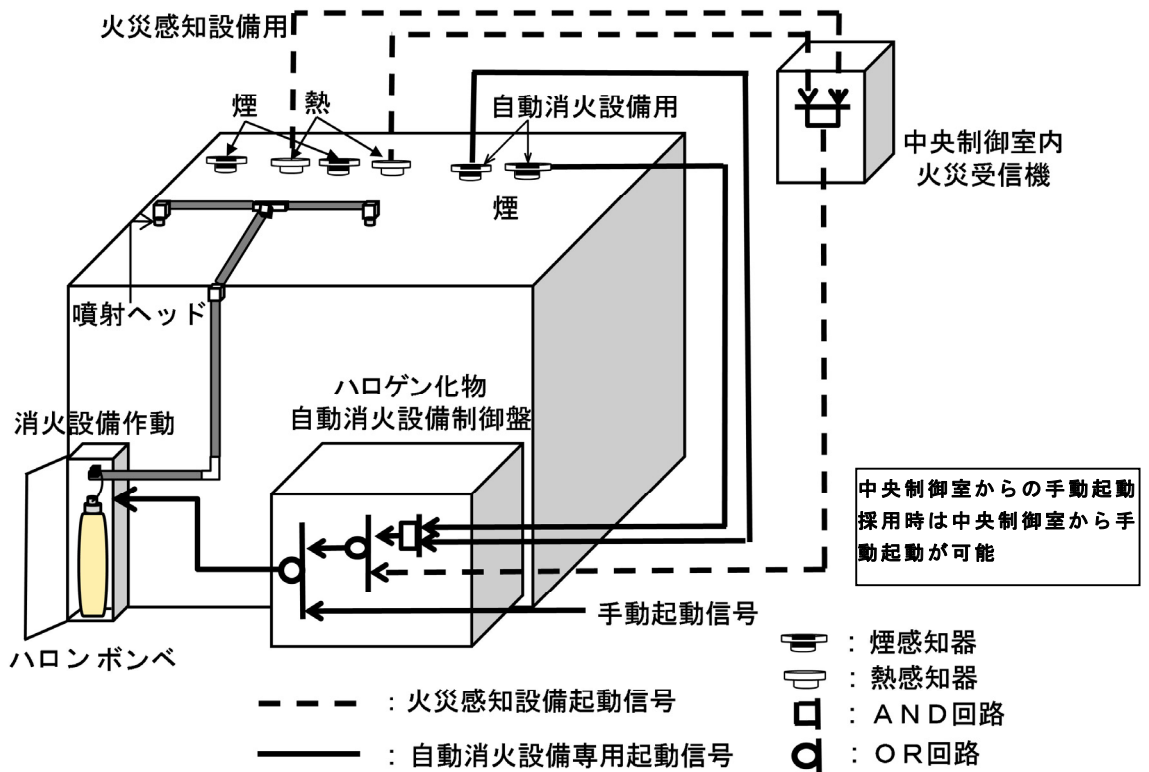 火災感知設備用
煙
熱
自動消火設備用
中央制御室内
火災受信機
煙
噴射ヘッド
ハロゲン化物
自動消火設備制御盤
消火設備作動
中央制御室からの手動起動
採用時は中央制御室から手
動起動が可能
手動起動信号
ハロン ボンベ
：煙感知器
：熱感知器
：火災感知設備起動信号
：ＡＮＤ回路
：自動消火設備専用起動信号
：ＯＲ回路